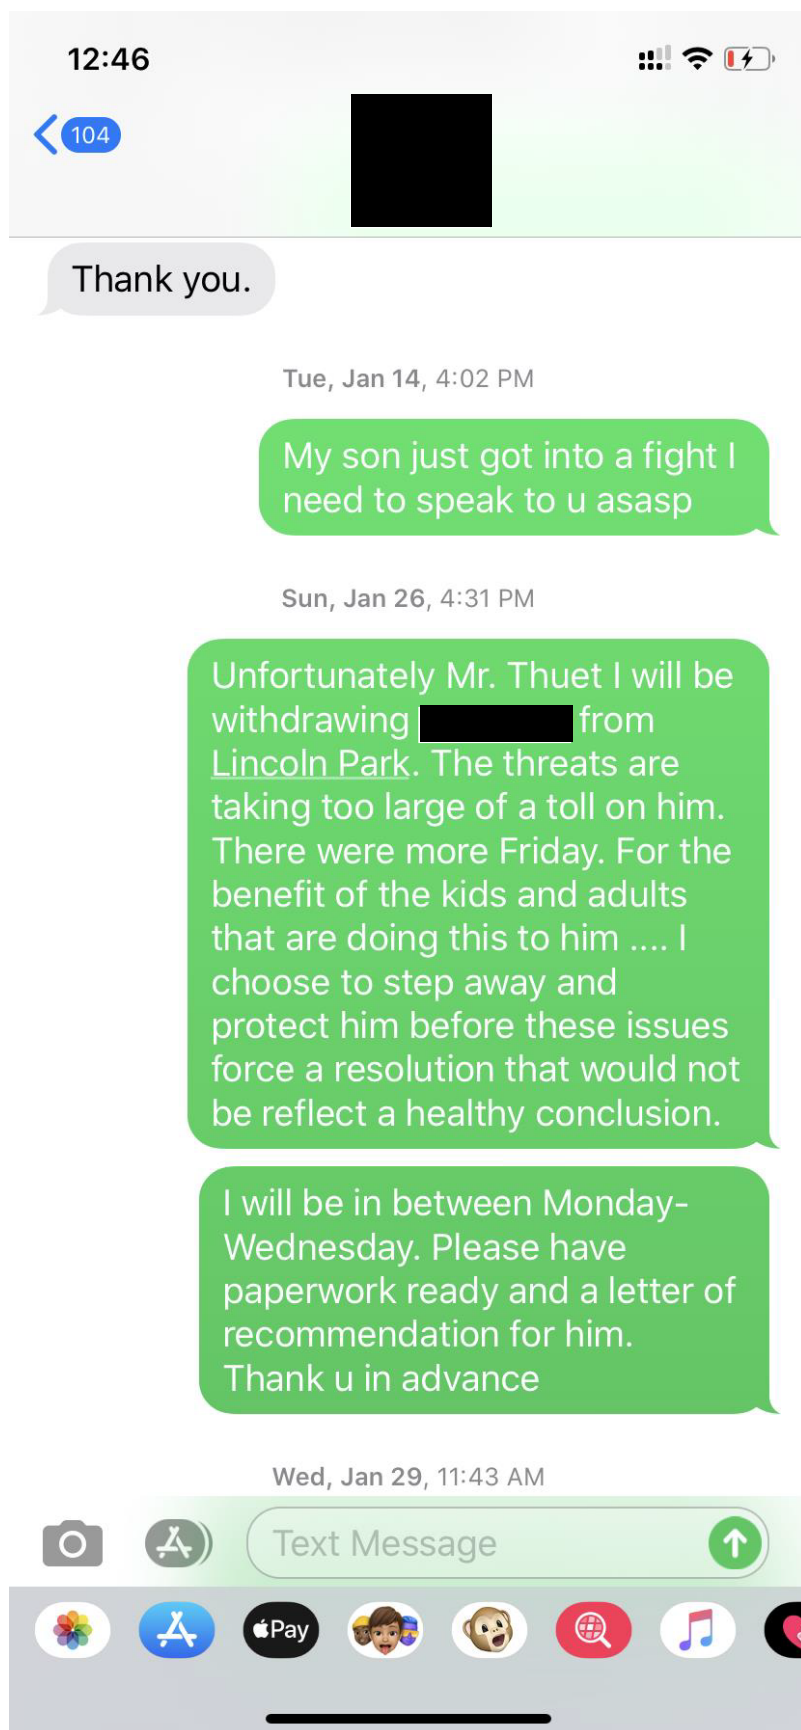 12:46
104
Thank you.
Tue, Jan 14, 4:02 PM
My son just got into a fight I
need to speak to u asasp
Sun, Jan 26, 4:31 PM
Unfortunately Mr. Thuet I will be
withdrawing from
Lincoln Park. The threats are
taking too large of a toll on him.
There were more Friday. For the
benefit of the kids and adults
that are doing this to him .... I
choose to step away and
protect him before these issues
force a resolution that would not
be reflect a healthy conclusion.
I will be in between Monday-
Wednesday. Please have
paperwork ready and a letter of
recommendation for him.
Thank u in advance
Wed, Jan 29, 11:43 AM
Text Message
Pay